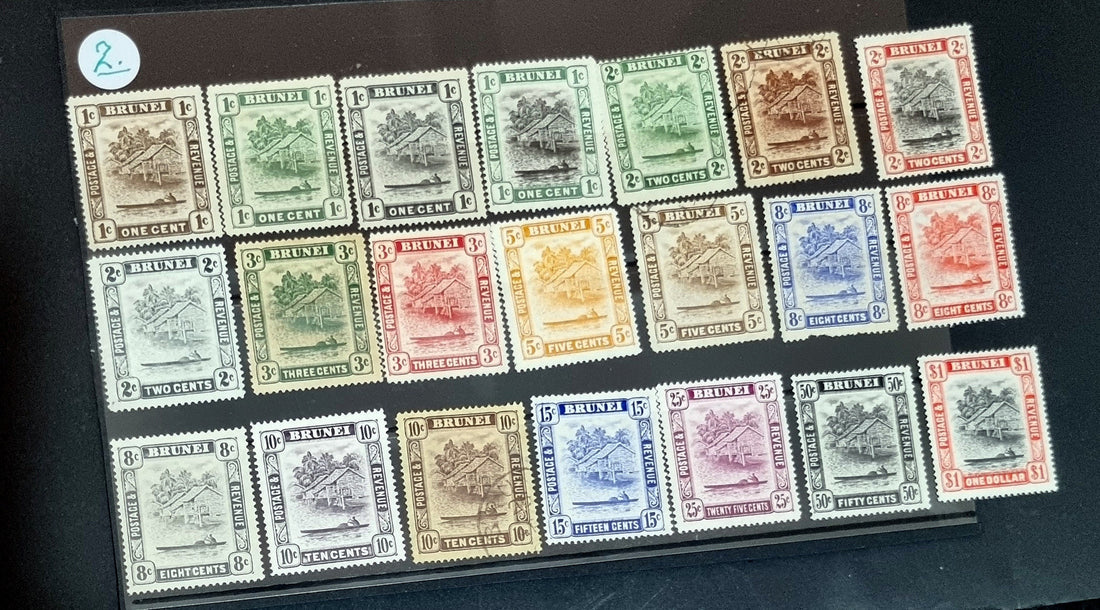 2.
1c BRUNEI 1c
POSTAGE & REVENUE
1c ONE CENT 1c
1c BRUNEI 1c
POSTAGE & REVENUE
1c ONE CENT 1c
1c BRUNEI 1c
POSTAGE & REVENUE
1c ONE CENT 1c
1c BRUNEI 1c
POSTAGE & REVENUE
1c ONE CENT 1c
2c BRUNEI 2c
POSTAGE & REVENUE
2c TWO CENTS 2c
2c BRUNEI 2c
POSTAGE & REVENUE
2c TWO CENTS 2c
2c BRUNEI 2c
POSTAGE & REVENUE
2c TWO CENTS 2c
2c BRUNEI 2c
POSTAGE & REVENUE
2c TWO CENTS 2c
3c BRUNEI 3c
POSTAGE & REVENUE
3c THREE CENTS 3c
3c BRUNEI 3c
POSTAGE & REVENUE
3c THREE CENTS 3c
5c BRUNEI 5c
POSTAGE & REVENUE
5c FIVE CENTS 5c
5c BRUNEI 5c
POSTAGE & REVENUE
5c FIVE CENTS 5c
8c BRUNEI 8c
POSTAGE & REVENUE
8c EIGHT CENTS 8c
8c BRUNEI 8c
POSTAGE & REVENUE
8c EIGHT CENTS 8c
8c BRUNEI 8c
POSTAGE & REVENUE
8c EIGHT CENTS 8c
10c BRUNEI 10c
POSTAGE & REVENUE
10c TEN CENTS 10c
10c BRUNEI 10c
POSTAGE & REVENUE
10c TEN CENTS 10c
15c BRUNEI 15c
POSTAGE & REVENUE
15c FIFTEEN CENTS 15c
25c BRUNEI 25c
POSTAGE & REVENUE
25c TWENTY FIVE CENTS 25c
50c BRUNEI 50c
POSTAGE & REVENUE
50c FIFTY CENTS 50c
$1 BRUNEI $1
POSTAGE & REVENUE
$1 ONE DOLLAR $1